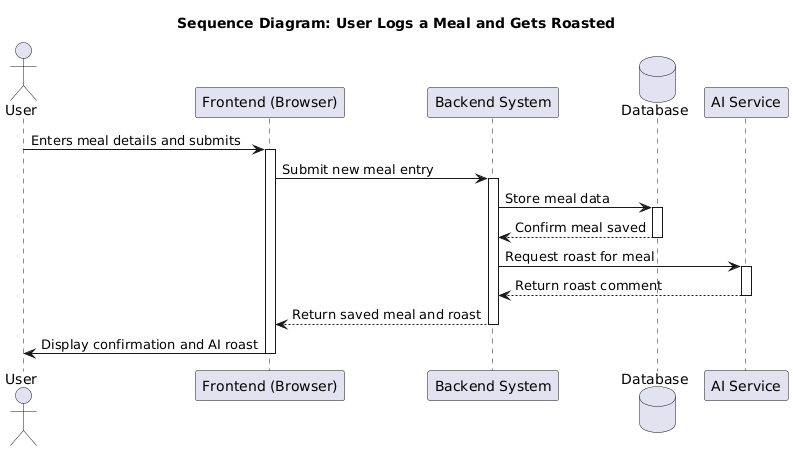 Sequence Diagram: User Logs a Meal and Gets Roasted
User
Frontend (Browser)
Backend System
Database
AI Service
Enters meal details and submits
Submit new meal entry
Store meal data
Confirm meal saved
Request roast for meal
Return roast comment
Return saved meal and roast
Display confirmation and AI roast
User
Frontend (Browser)
Backend System
Database
AI Service